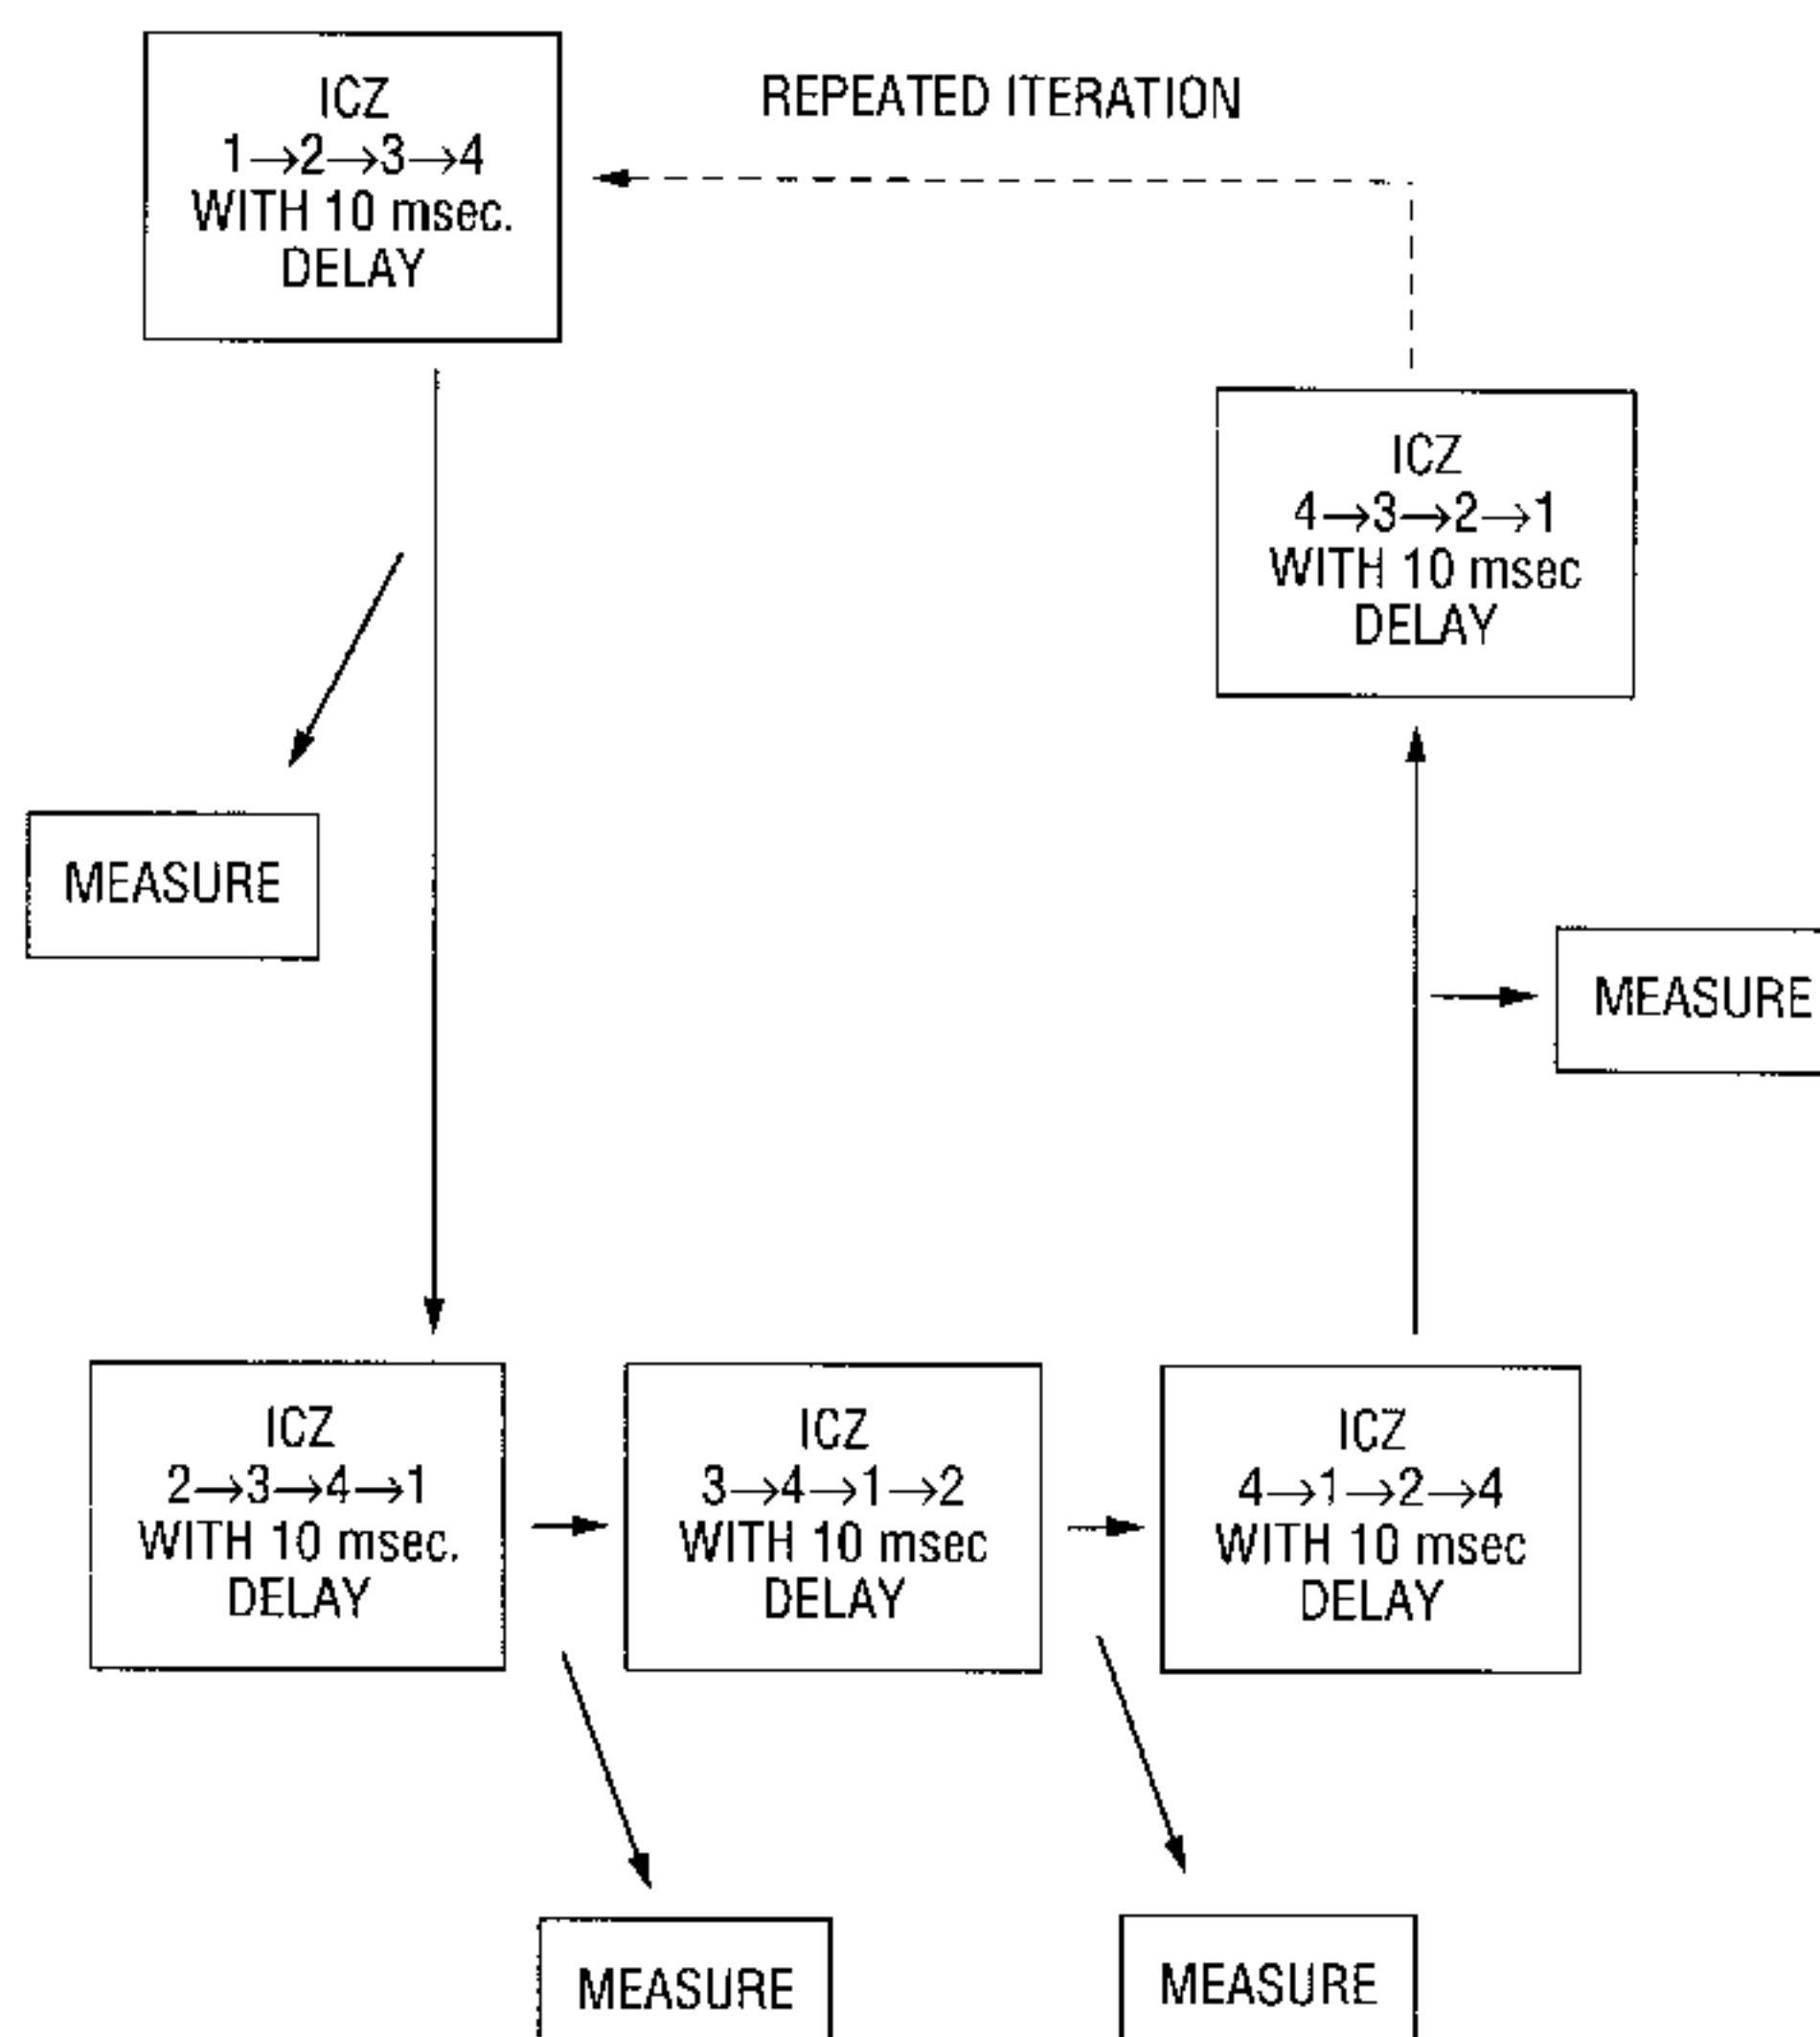 ICZ
1→2→3→4
WITH 10 msec.
DELAY
REPEATED ITERATION
ICZ
4→3→2→1
WITH 10 msec
DELAY
MEASURE
MEASURE
ICZ
2→3→4→1
WITH 10 msec.
DELAY
ICZ
3→4→1→2
WITH 10 msec
DELAY
ICZ
4→1→2→4
WITH 10 msec
DELAY
MEASURE
MEASURE